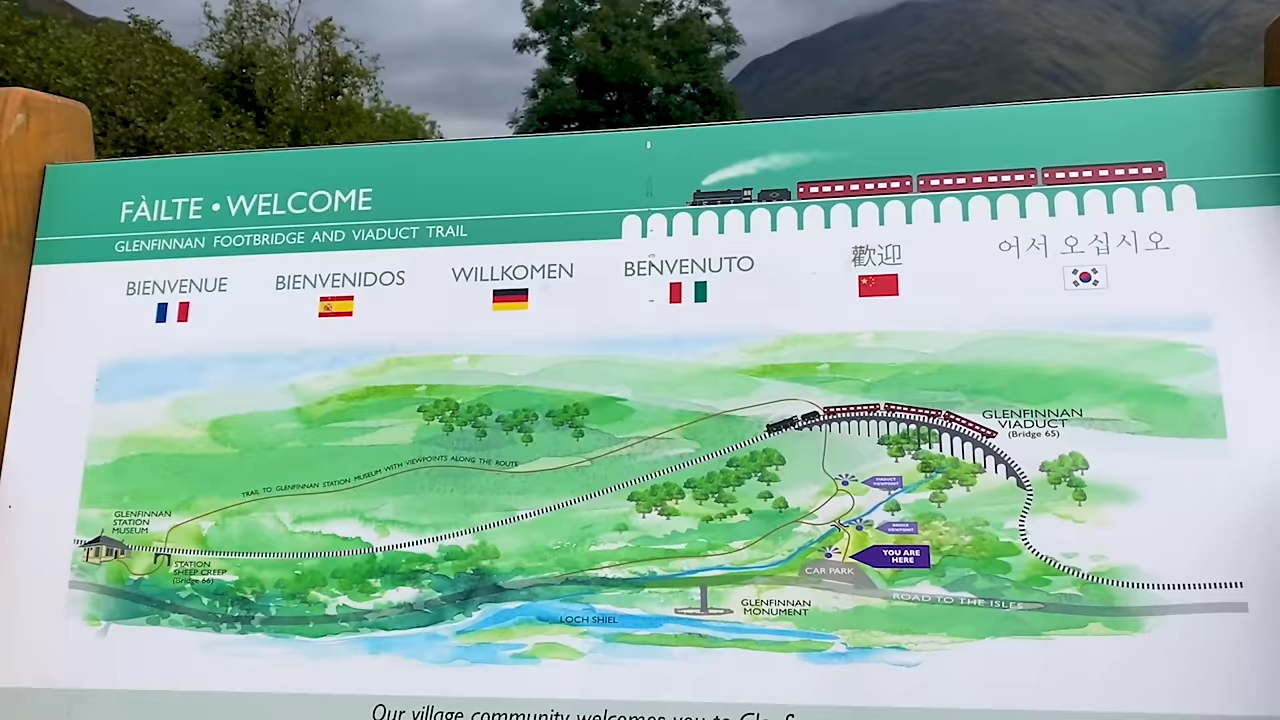 FÀILTE • WELCOME
GLENFINNAN FOOTBRIDGE AND VIADUCT TRAIL
BIENVENUE
BIENVENIDOS
WILLKOMEN
BENVENUTO
歡迎
어서 오십시오
GLENFINNAN
VIADUCT
(Bridge 65)
TRAIL TO GLENFINNAN STATION MUSEUM WITH VIEWPOINTS ALONG THE ROUTE
VIADUCT
VIEWPOINT
GLENFINNAN
STATION
MUSEUM
BRIDGE
VIEWPOINT
STATION
SHEEP CREEP
(Bridge 66)
YOU ARE
HERE
CAR PARK
ROAD TO THE ISLES
GLENFINNAN
MONUMENT
LOCH SHIEL
Our village community welcomes you to